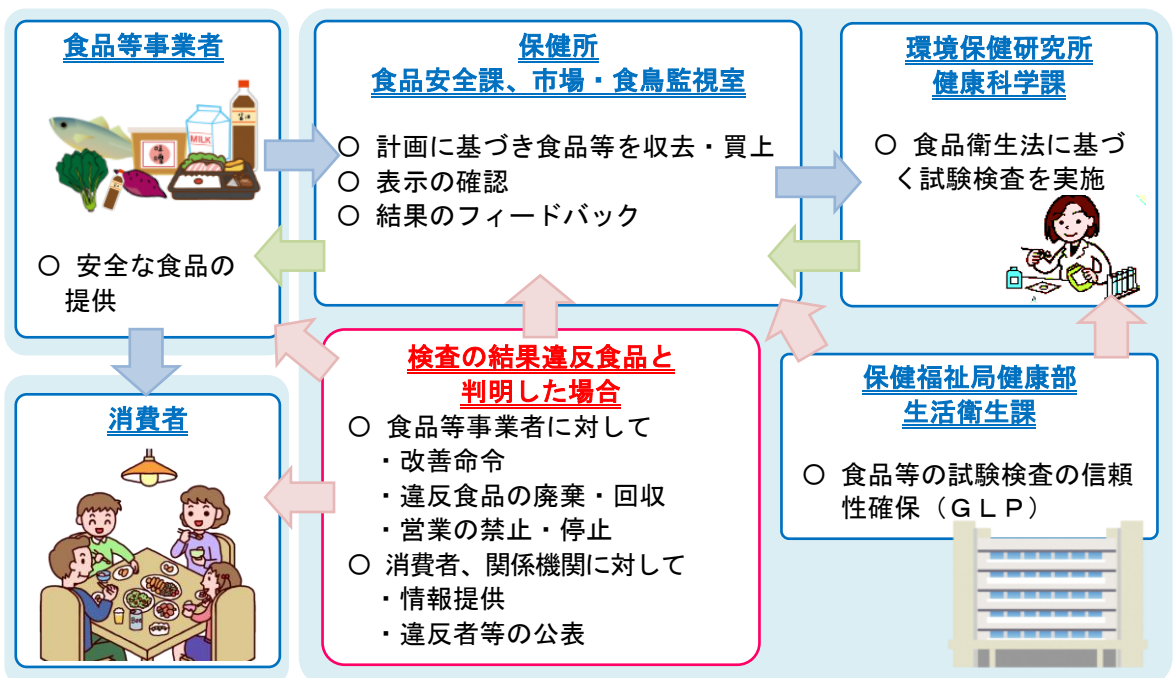 食品等事業者
MILK
味噌
○ 安全な食品の
提供
保健所
食品安全課、市場・食鳥監視室
○ 計画に基づき食品等を収去・買上
○ 表示の確認
○ 結果のフィードバック
環境保健研究所
健康科学課
○ 食品衛生法に基づ
く試験検査を実施
消費者
検査の結果違反食品と
判明した場合
○ 食品等事業者に対して
・改善命令
・違反食品の廃棄・回収
・営業の禁止・停止
○ 消費者、関係機関に対して
・情報提供
・違反者等の公表
保健福祉局健康部
生活衛生課
○ 食品等の試験検査の信頼
性確保（ＧＬＰ）